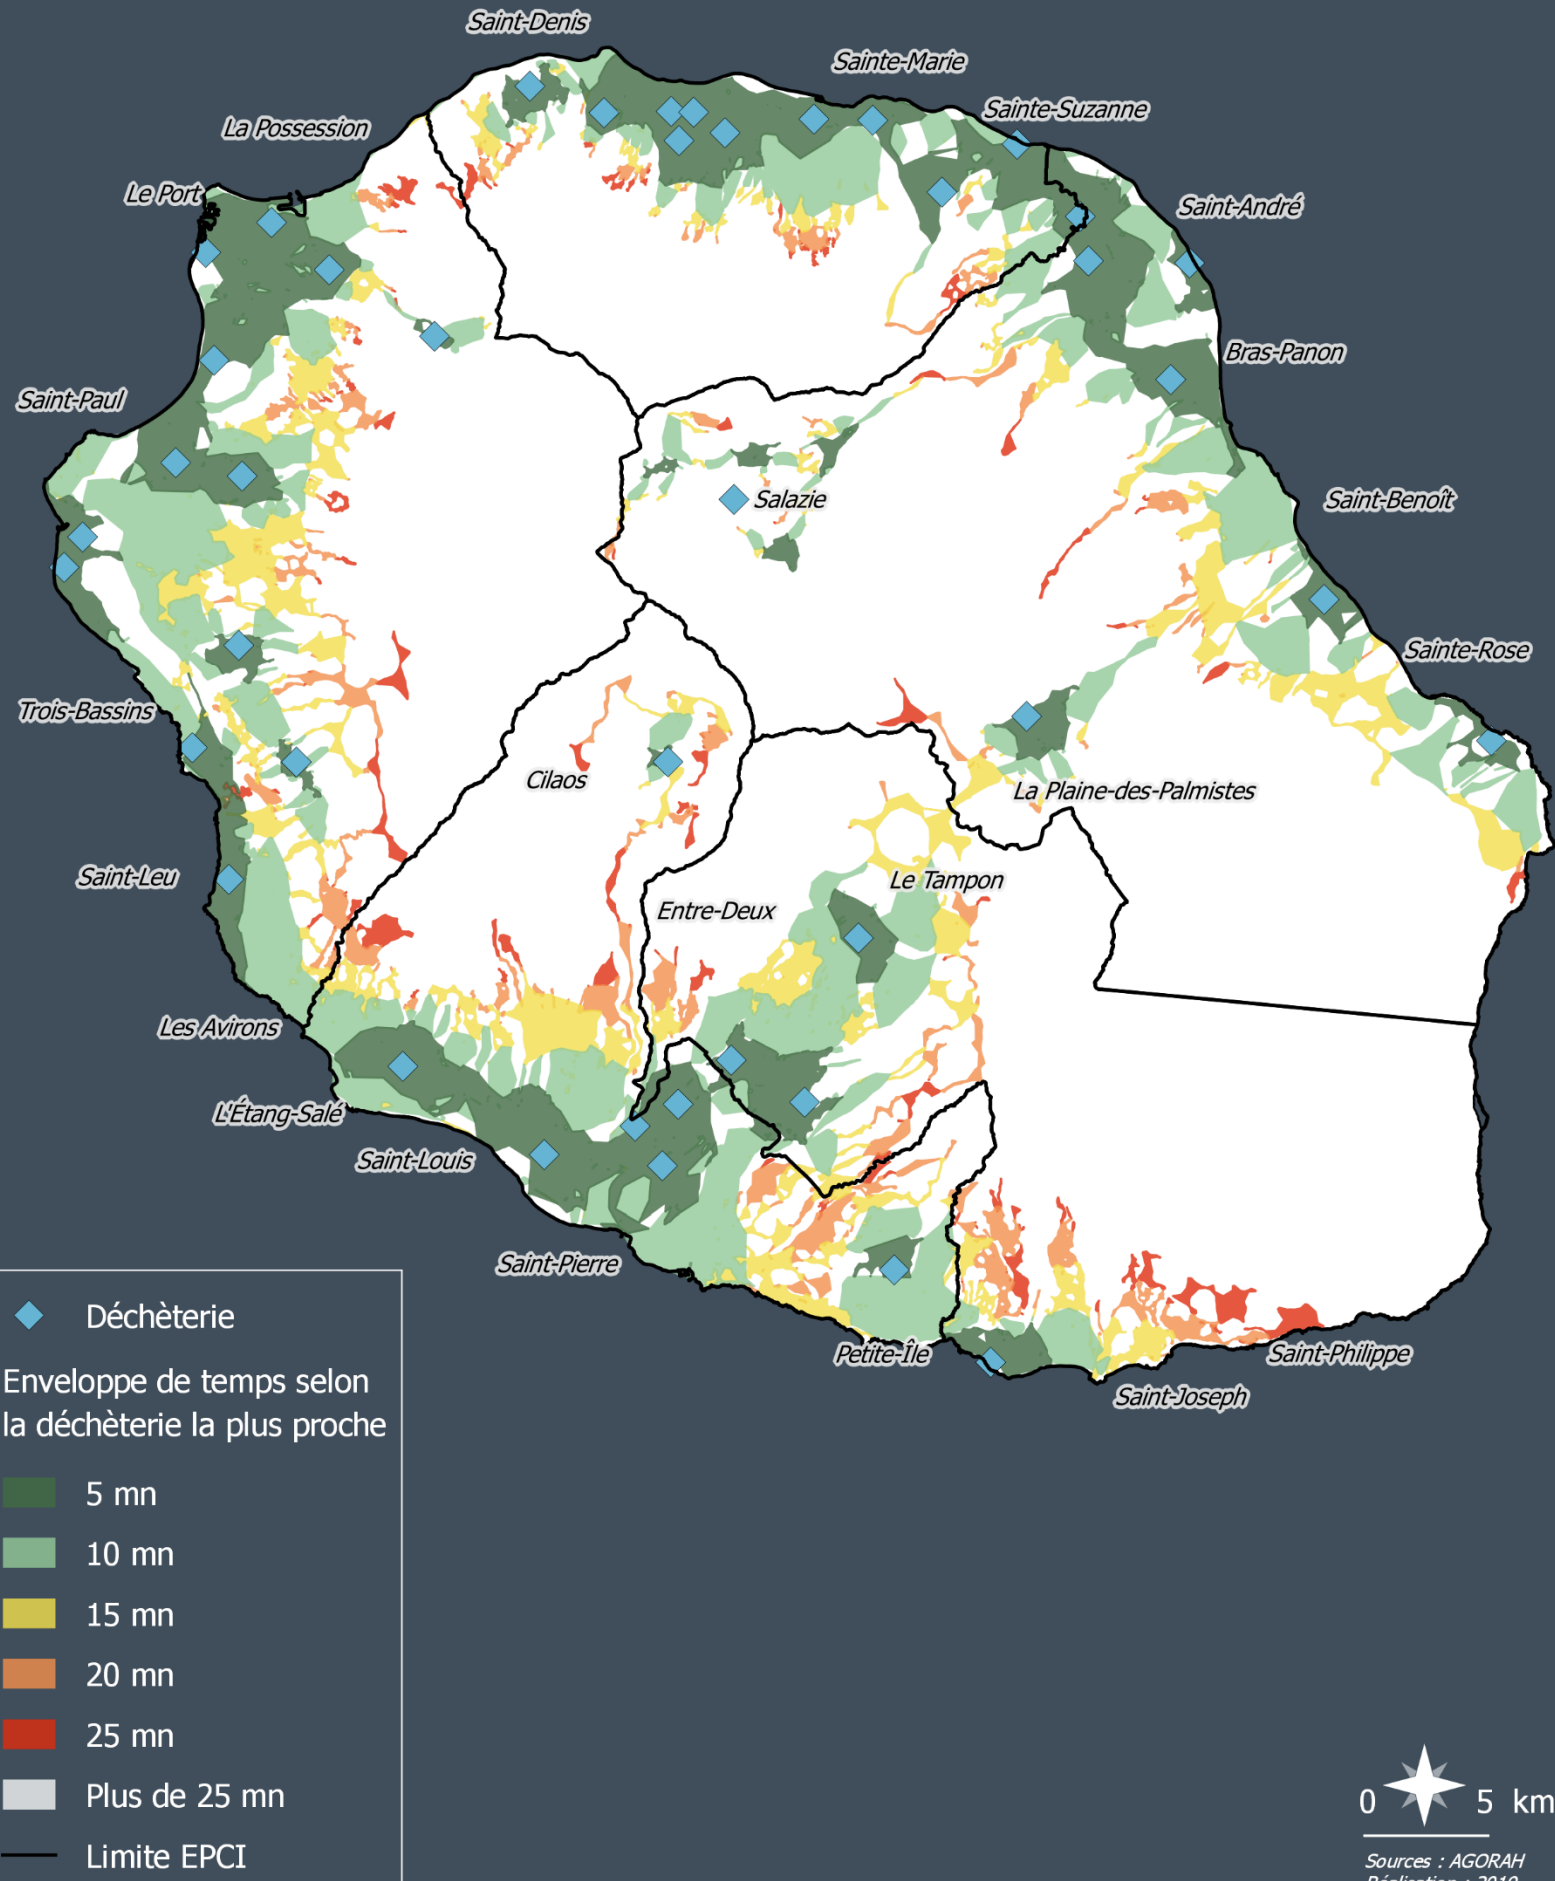 Saint-Denis
Sainte-Marie
Sainte-Suzanne
La Possession
Le Port
Saint-André
Bras-Panon
Saint-Paul
Salazie
Saint-Benoît
Sainte-Rose
Trois-Bassins
Cilaos
La Plaine-des-Palmistes
Saint-Leu
Le Tampon
Entre-Deux
Les Avirons
L'Étang-Salé
Saint-Louis
Saint-Pierre
Petite-Île
Saint-Philippe
Saint-Joseph
Déchèterie
Enveloppe de temps selon
la déchèterie la plus proche
5 mn
10 mn
15 mn
20 mn
25 mn
Plus de 25 mn
Limite EPCI
0 5 km
Sources : AGORAH
Réalisation : 2019